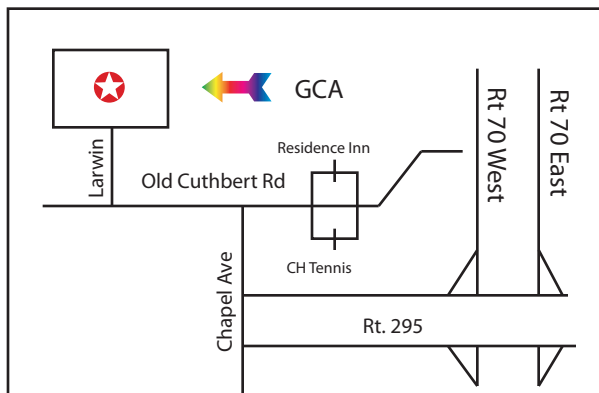 GCA
Larwin
Old Cuthbert Rd
Residence Inn
CH Tennis
Rt 70 West
Rt 70 East
Chapel Ave
Rt. 295